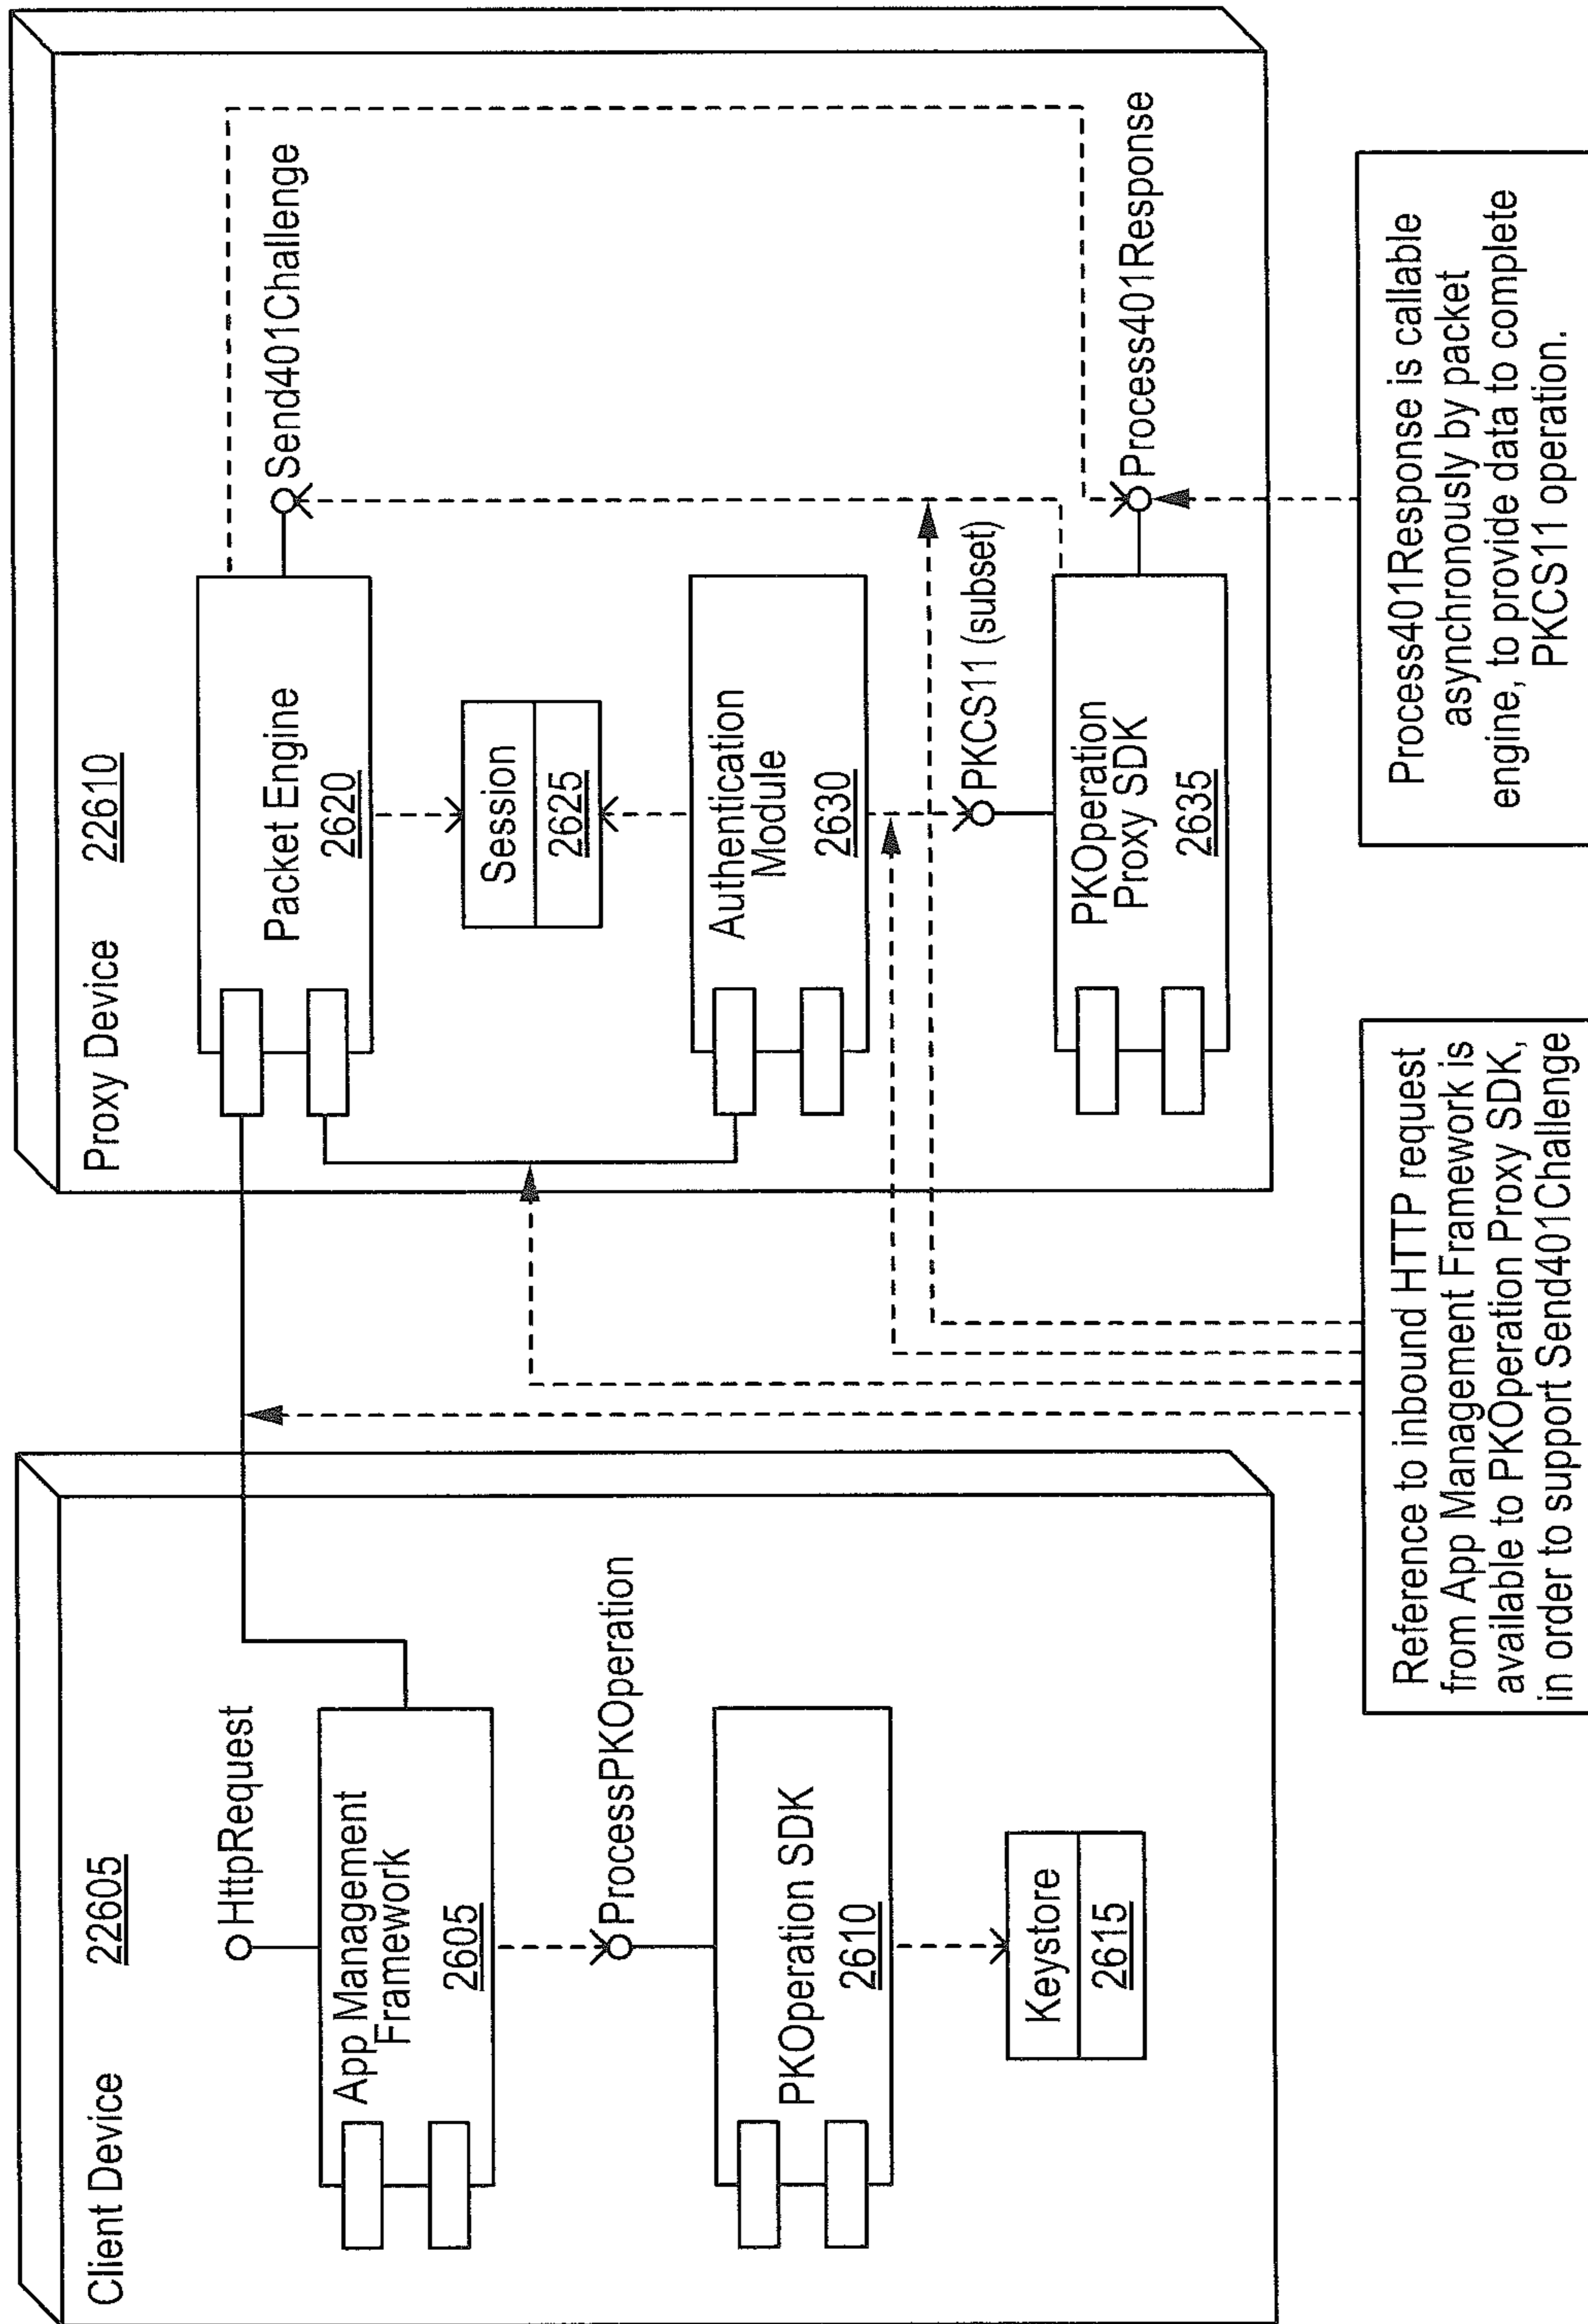 Client Device 22605
HttpRequest
App Management
Framework
2605
ProcessPKOperation
PKOperation SDK
2610
Keystore
2615
Proxy Device 22610
Packet Engine
2620
Send401Challenge
Session
2625
Authentication
Module
2630
PKCS11 (subset)
PKOperation
Proxy SDK
2635
Process401Response
Reference to inbound HTTP request
from App Management Framework is
available to PKOperation Proxy SDK,
in order to support Send401Challenge
Process401Response is callable
asynchronously by packet
engine, to provide data to complete
PKCS11 operation.